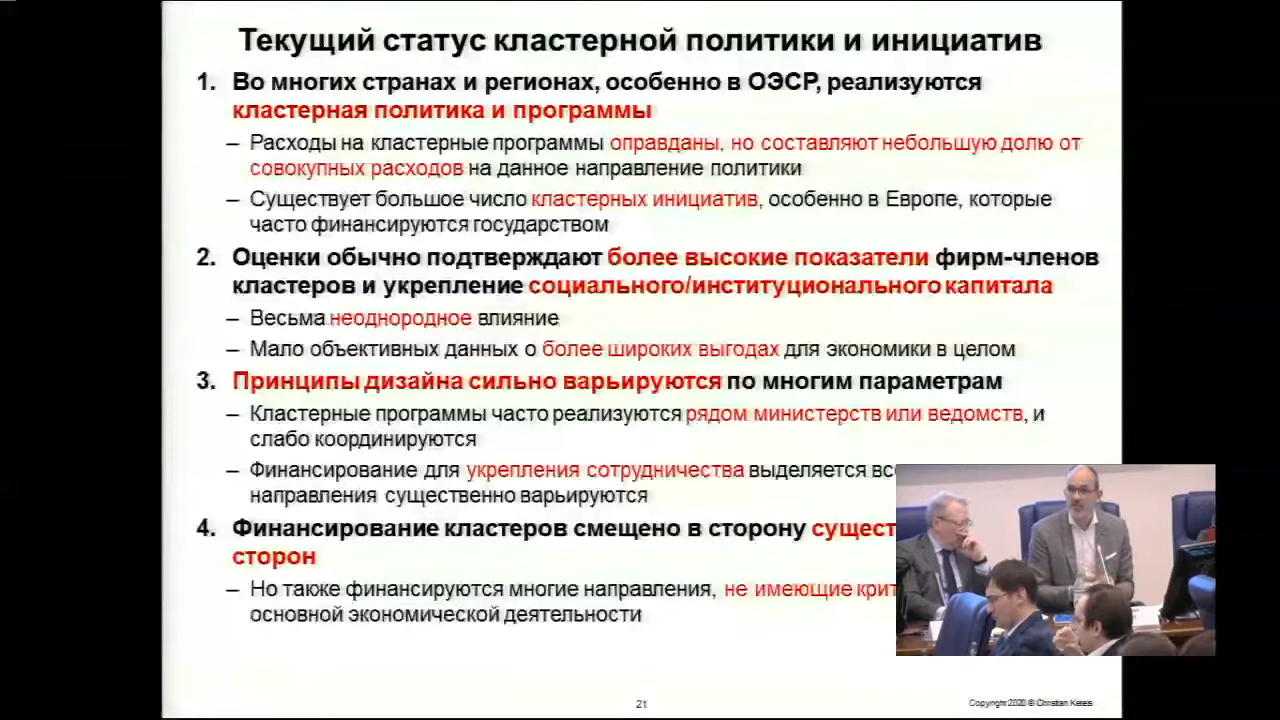 Текущий статус кластерной политики и инициатив
1. Во многих странах и регионах, особенно в ОЭСР, реализуются
кластерная политика и программы
– Расходы на кластерные программы оправданы, но составляют небольшую долю от
совокупных расходов на данное направление политики
– Существует большое число кластерных инициатив, особенно в Европе, которые
часто финансируются государством
2. Оценки обычно подтверждают более высокие показатели фирм-членов
кластеров и укрепление социального/институционального капитала
– Весьма неоднородное влияние
– Мало объективных данных о более широких выгодах для экономики в целом
3. Принципы дизайна сильно варьируются по многим параметрам
– Кластерные программы часто реализуются рядом министерств или ведомств, и
слабо координируются
– Финансирование для укрепления сотрудничества выделяется
направления существенно варьируются
4. Финансирование кластеров смещено в сторону
сторон
– Но также финансируются многие направления, не имеющие
основной экономической деятельности
21
Copyright 2020 © Christian Ketels